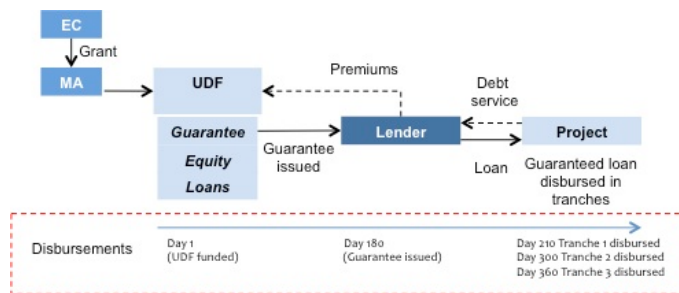 EC
Grant
MA
UDF
Premiums
Debt
service
Guarantee
Lender
Project
Guarantee
issued
Equity
Loans
Loan
Guaranteed loan
disbursed in
tranches
Disbursements
Day 1
(UDF funded)
Day 180
(Guarantee issued)
Day 210 Tranche 1 disbursed
Day 300 Tranche 2 disbursed
Day 360 Tranche 3 disbursed